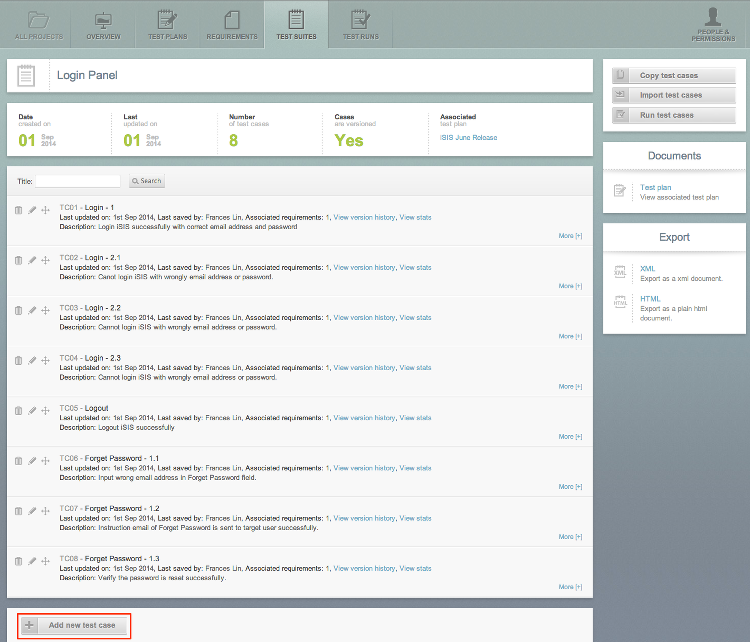 ALL PROJECTS
OVERVIEW
TEST PLANS
REQUIREMENTS
TEST SUITES
TEST RUNS
PEOPLE &
PERMISSIONS
Login Panel
Date
created on
01 Sep 2014
Last
updated on
01 Sep 2014
Number
of test cases
8
Cases
are versioned
Yes
Associated
test plan
iSIS June Release
Title:
Search
TC01 - Login - 1
Last updated on: 1st Sep 2014, Last saved by: Frances Lin, Associated requirements: 1, View version history, View stats
Description: Login iSIS successfully with correct email address and password
More [+]
TC02 - Login - 2.1
Last updated on: 1st Sep 2014, Last saved by: Frances Lin, Associated requirements: 1, View version history, View stats
Description: Canot login iSIS with wrongly email address or password.
More [+]
TC03 - Login - 2.2
Last updated on: 1st Sep 2014, Last saved by: Frances Lin, Associated requirements: 1, View version history, View stats
Description: Cannot login iSIS with wrongly email address or password.
More [+]
TC04 - Login - 2.3
Last updated on: 1st Sep 2014, Last saved by: Frances Lin, Associated requirements: 1, View version history, View stats
Description: Cannot login iSIS with wrongly email address or password.
More [+]
TC05 - Logout
Last updated on: 1st Sep 2014, Last saved by: Frances Lin, Associated requirements: 1, View version history, View stats
Description: Logout iSIS successfully
More [+]
TC06 - Forget Password - 1.1
Last updated on: 1st Sep 2014, Last saved by: Frances Lin, Associated requirements: 1, View version history, View stats
Description: Input wrong email address in Forget Password field.
More [+]
TC07 - Forget Password - 1.2
Last updated on: 1st Sep 2014, Last saved by: Frances Lin, Associated requirements: 1, View version history, View stats
Description: Instruction email of Forget Password is sent to target user successfully.
More [+]
TC08 - Forget Password - 1.3
Last updated on: 1st Sep 2014, Last saved by: Frances Lin, Associated requirements: 1, View version history, View stats
Description: Verify the password is reset successfully.
More [+]
Add new test case
Copy test cases
Import test cases
Run test cases
Documents
Test plan
View associated test plan
Export
XML
XML
Export as a xml document.
HTML
HTML
Export as a plain html
document.